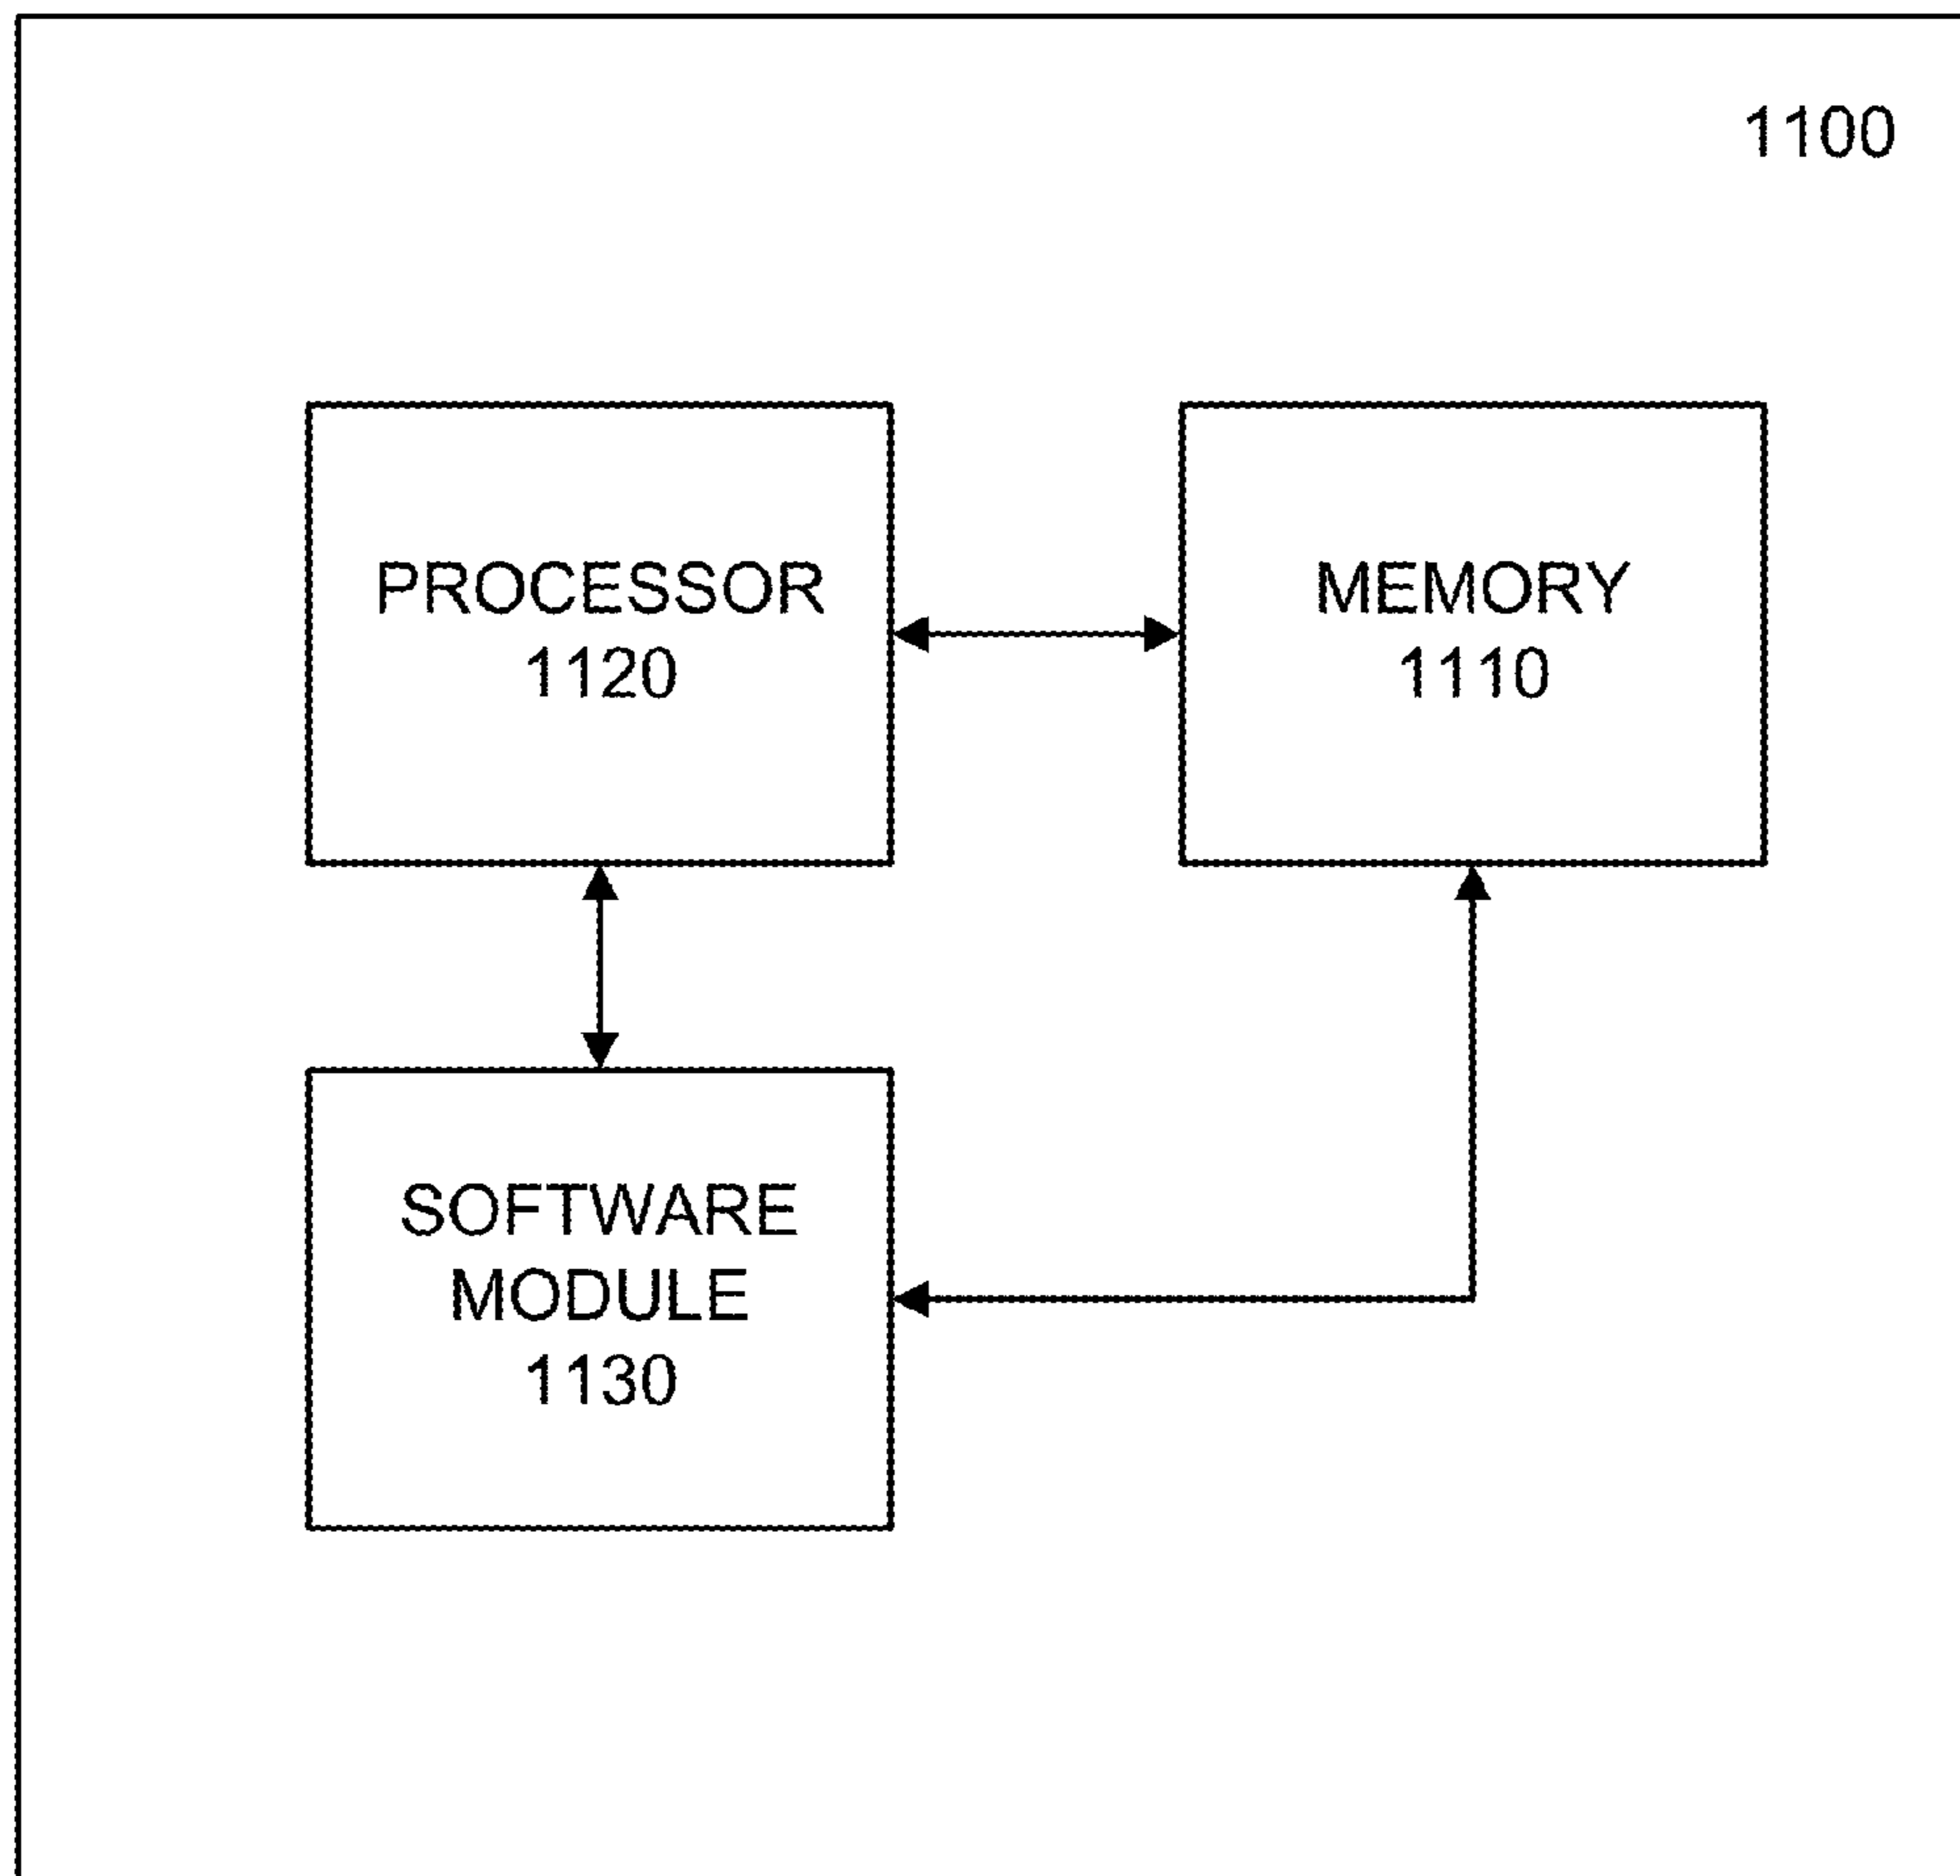 1100
PROCESSOR
1120
MEMORY
1110
SOFTWARE
MODULE
1130